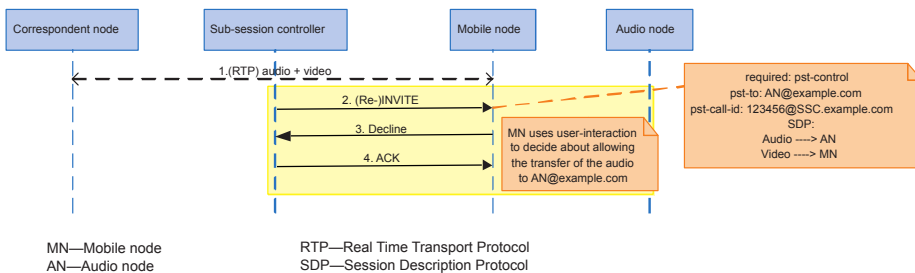 Correspondent node
Sub-session controller
Mobile node
Audio node
1.(RTP) audio + video
2. (Re-)INVITE
3. Decline
4. ACK
MN uses user-interaction
to decide about allowing
the transfer of the audio
to AN@example.com
required: pst-control
pst-to: AN@example.com
pst-call-id: 123456@SSC.example.com
SDP:
Audio ----> AN
Video ----> MN
MN—Mobile node
AN—Audio node
RTP—Real Time Transport Protocol
SDP—Session Description Protocol